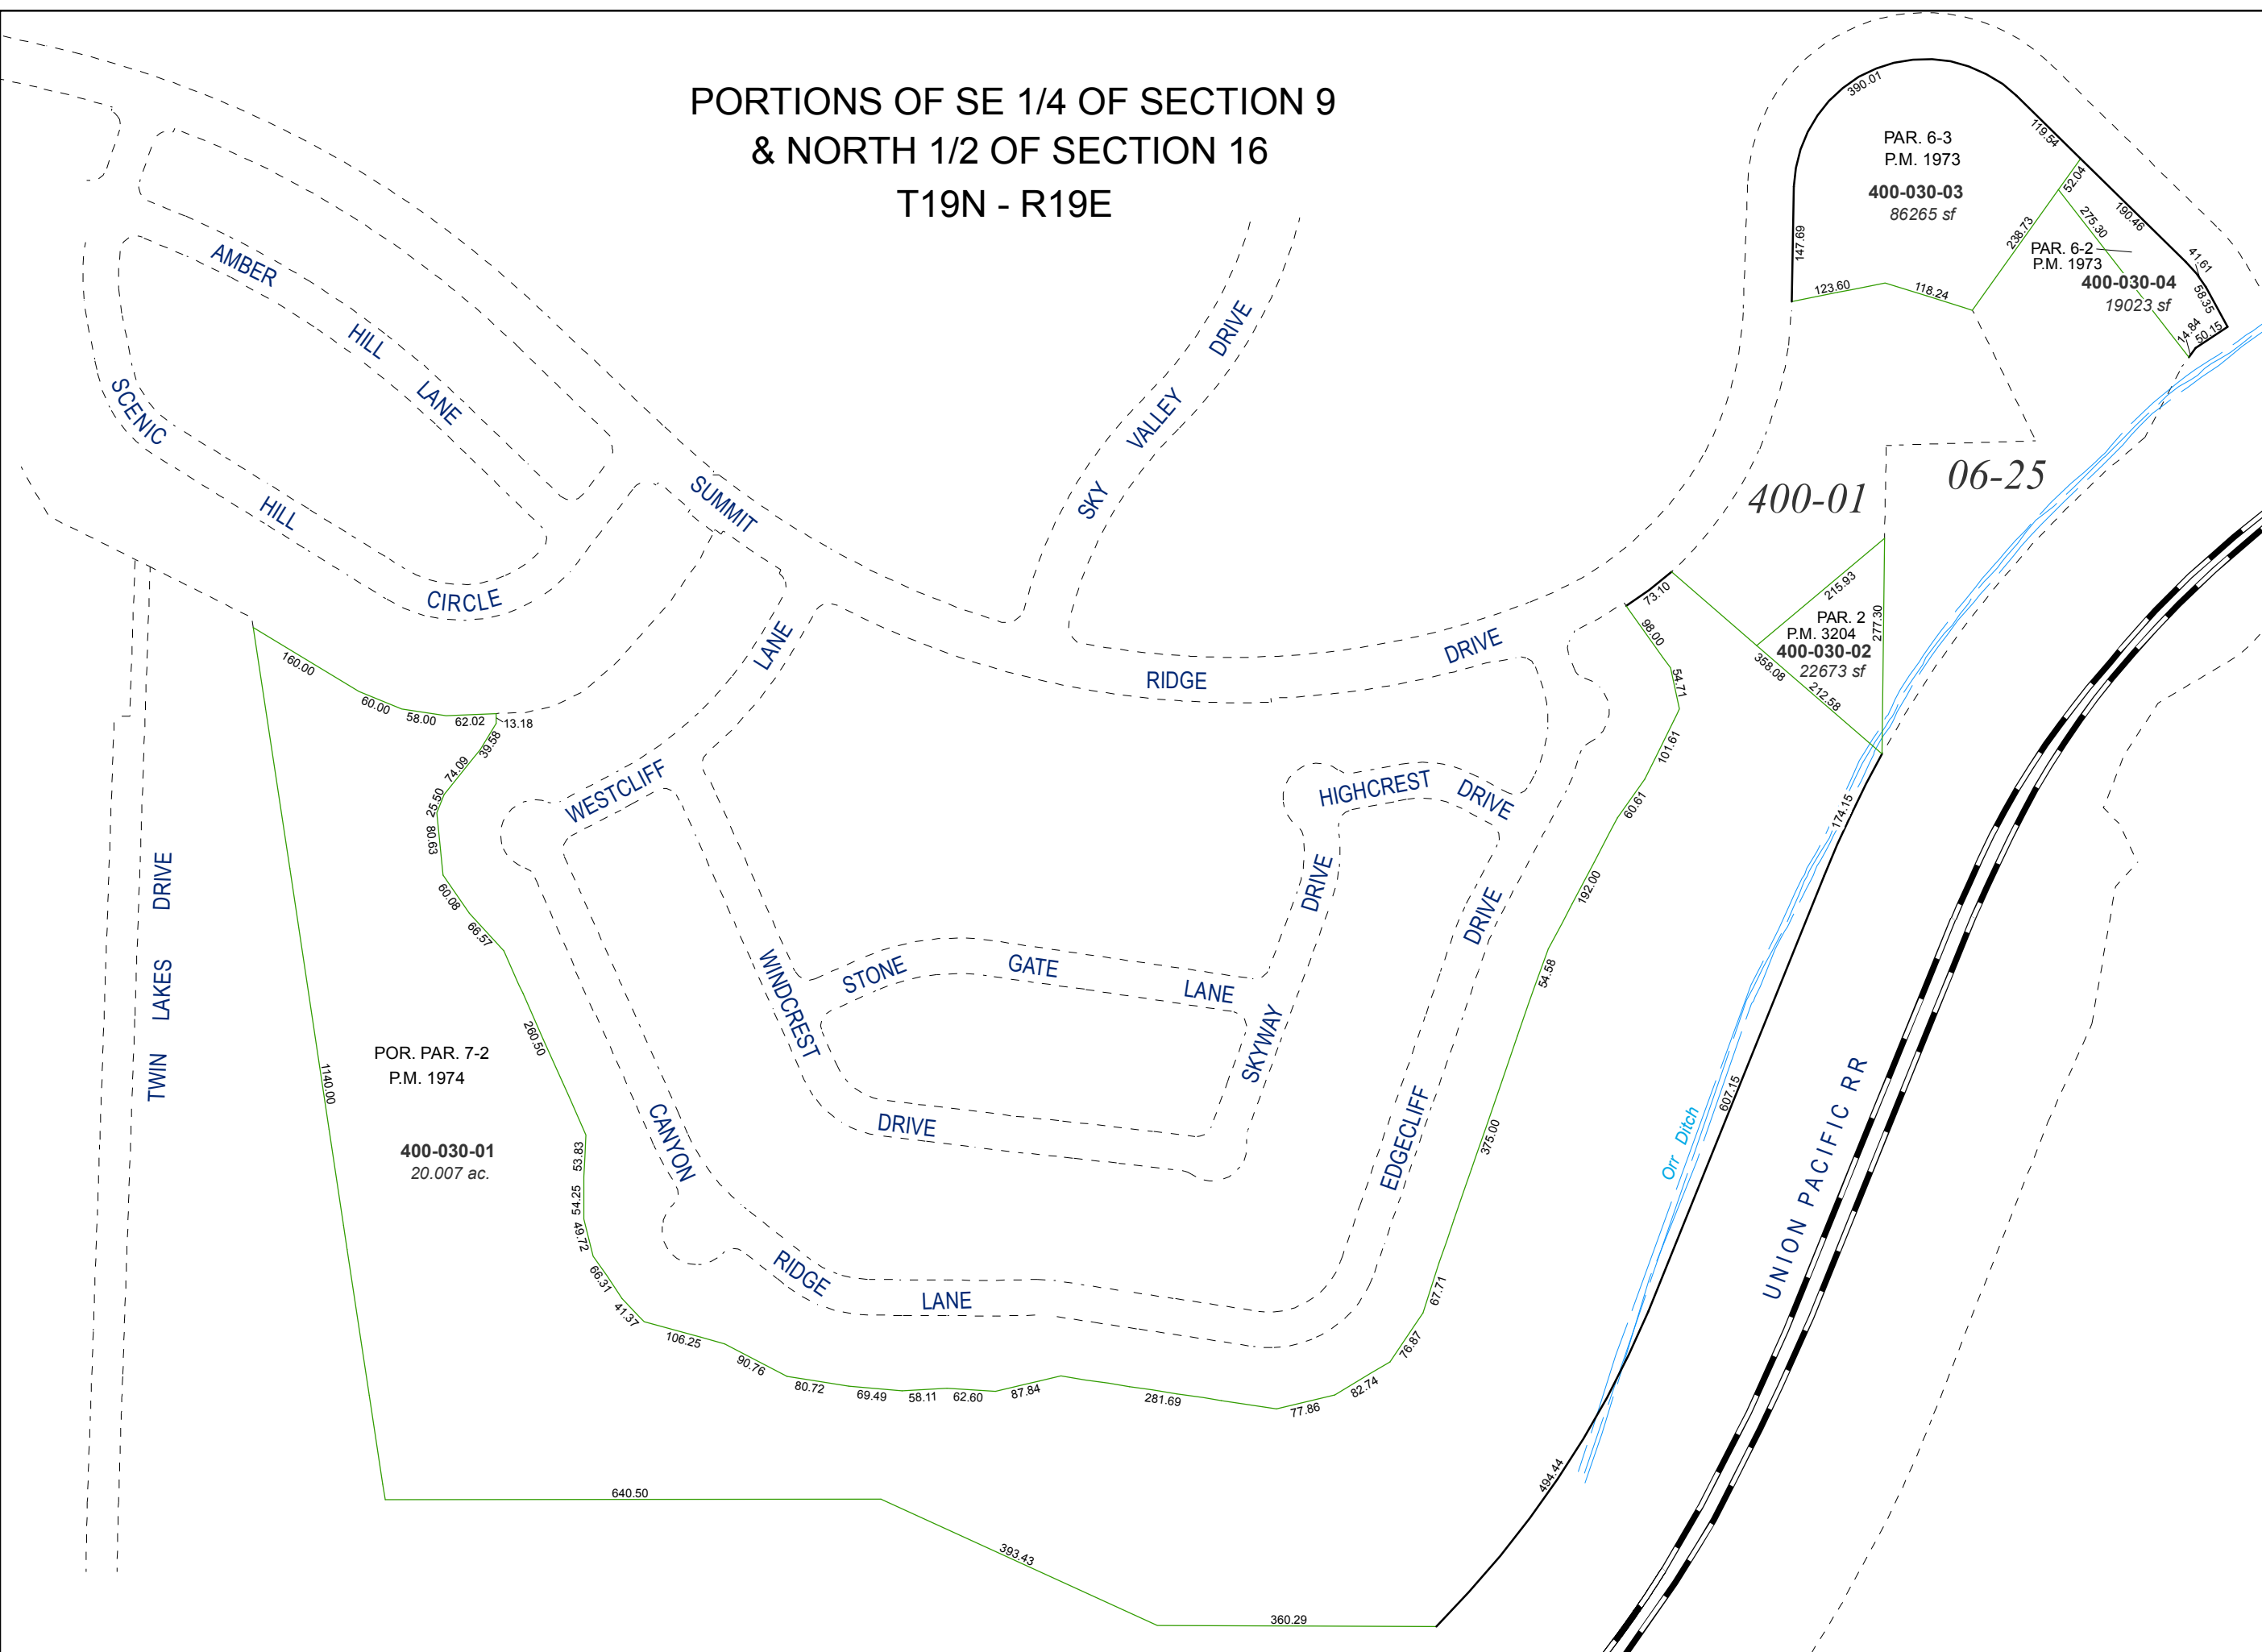 PORTIONS OF SE 1/4 OF SECTION 9
& NORTH 1/2 OF SECTION 16
T19N - R19E
390.01
119.54
PAR. 6-3
P.M. 1973
400-030-03
86265 sf
147.69
123.60
118.24
238.73
52.04
275.30
190.46
PAR. 6-2
P.M. 1973
400-030-04
19023 sf
41.61
58.35
14.84
50.15
AMBER HILL LANE
SCENIC HILL CIRCLE
SUMMIT RIDGE DRIVE
SKY VALLEY DRIVE
400-01
06-25
73.10
215.93
277.30
PAR. 2
P.M. 3204
400-030-02
22673 sf
358.08
212.58
98.00
54.71
101.61
60.61
192.00
54.58
375.00
67.71
76.87
82.74
77.86
281.69
87.84
62.60
58.11
69.49
80.72
90.76
106.25
41.37
66.31
49.72
54.25
53.83
260.50
66.57
60.08
80.63
25.50
74.09
39.58
13.18
62.02
58.00
60.00
160.00
1140.00
640.50
393.43
360.29
494.44
607.15
174.15
WESTCLIFF LANE
HIGHCREST DRIVE
TWIN LAKES DRIVE
WINDCREST DRIVE
STONE GATE LANE
SKYWAY DRIVE
EDGECLIFF DRIVE
CANYON RIDGE LANE
POR. PAR. 7-2
P.M. 1974
400-030-01
20.007 ac.
Orr Ditch
UNION PACIFIC RR